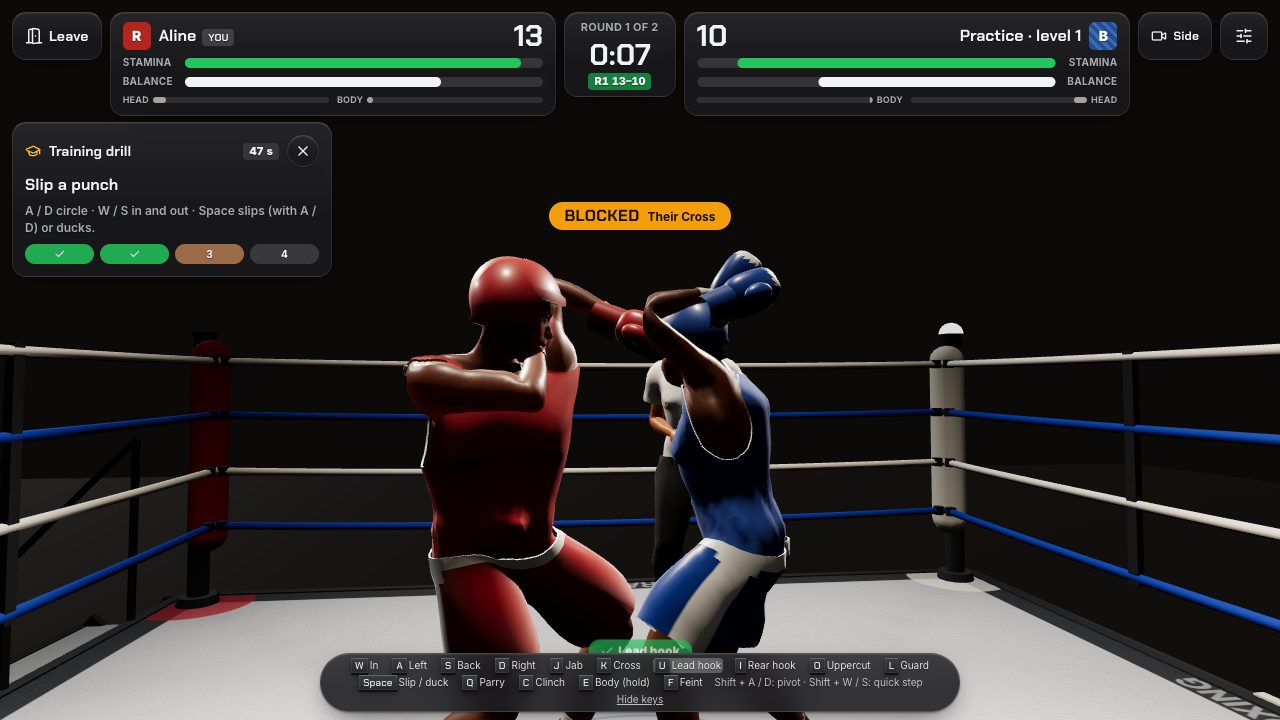 Leave
R Aline YOU 13
STAMINA
BALANCE
HEAD BODY
ROUND 1 OF 2
0:07
R1 13–10
10 Practice · level 1 B
STAMINA
BALANCE
BODY HEAD
Side
Training drill 47 s
Slip a punch
A / D circle · W / S in and out · Space slips (with A /
D) or ducks.
3 4
BLOCKED Their Cross
Lead hook
W In A Left S Back D Right J Jab K Cross U Lead hook I Rear hook O Uppercut L Guard
Space Slip / duck Q Parry C Clinch E Body (hold) F Feint Shift + A / D: pivot · Shift + W / S: quick step
Hide keys